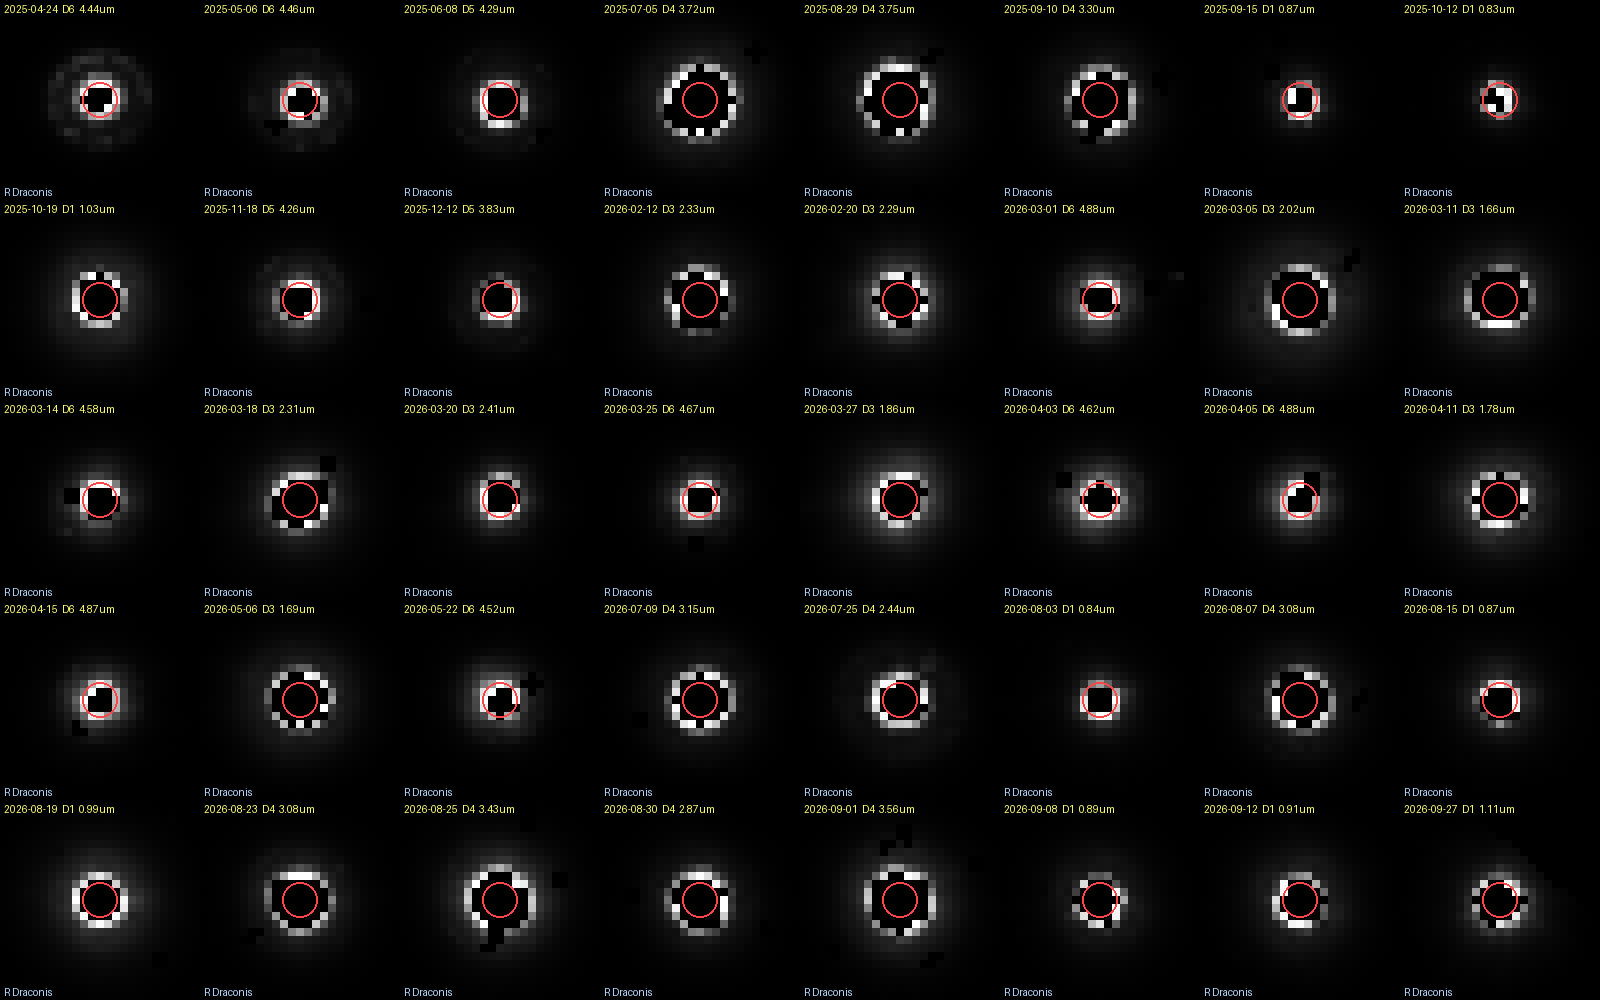 2025-04-24 D6 4.44um
2025-05-06 D6 4.46um
2025-06-08 D5 4.29um
2025-07-05 D4 3.72um
2025-08-29 D4 3.75um
2025-09-10 D4 3.30um
2025-09-15 D1 0.87um
2025-10-12 D1 0.83um
R Draconis
R Draconis
R Draconis
R Draconis
R Draconis
R Draconis
R Draconis
R Draconis
2025-10-19 D1 1.03um
2025-11-18 D5 4.26um
2025-12-12 D5 3.83um
2026-02-12 D3 2.33um
2026-02-20 D3 2.29um
2026-03-01 D6 4.88um
2026-03-05 D3 2.02um
2026-03-11 D3 1.66um
R Draconis
R Draconis
R Draconis
R Draconis
R Draconis
R Draconis
R Draconis
R Draconis
2026-03-14 D6 4.58um
2026-03-18 D3 2.31um
2026-03-20 D3 2.41um
2026-03-25 D6 4.67um
2026-03-27 D3 1.86um
2026-04-03 D6 4.62um
2026-04-05 D6 4.88um
2026-04-11 D3 1.78um
R Draconis
R Draconis
R Draconis
R Draconis
R Draconis
R Draconis
R Draconis
R Draconis
2026-04-15 D6 4.87um
2026-05-06 D3 1.69um
2026-05-22 D6 4.52um
2026-07-09 D4 3.15um
2026-07-25 D4 2.44um
2026-08-03 D1 0.84um
2026-08-07 D4 3.08um
2026-08-15 D1 0.87um
R Draconis
R Draconis
R Draconis
R Draconis
R Draconis
R Draconis
R Draconis
R Draconis
2026-08-19 D1 0.99um
2026-08-23 D4 3.08um
2026-08-25 D4 3.43um
2026-08-30 D4 2.87um
2026-09-01 D4 3.56um
2026-09-08 D1 0.89um
2026-09-12 D1 0.91um
2026-09-27 D1 1.11um
R Draconis
R Draconis
R Draconis
R Draconis
R Draconis
R Draconis
R Draconis
R Draconis